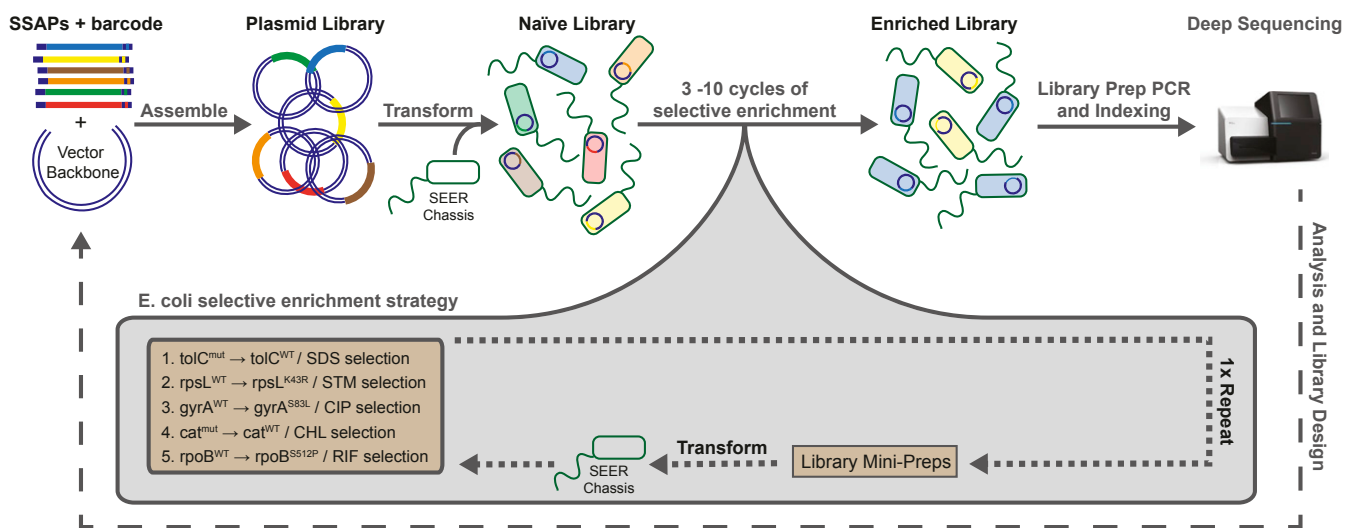 SSAPs + barcode
Plasmid Library
Naïve Library
Enriched Library
Deep Sequencing
+
Vector
Backbone
Assemble
Transform
SEER
Chassis
3 -10 cycles of
selective enrichment
Library Prep PCR
and Indexing
Analysis and Library Design
E. coli selective enrichment strategy
1. tolCᵐᵘᵗ → tolCᵂᵀ / SDS selection
2. rpsLᵂᵀ → rpsLᴷ⁴³ᴿ / STM selection
3. gyrAᵂᵀ → gyrAˢ⁸³ᴸ / CIP selection
4. catᵐᵘᵗ → catᵂᵀ / CHL selection
5. rpoBᵂᵀ → rpoBˢ⁵¹²ᴾ / RIF selection
1x Repeat
Library Mini-Preps
Transform
SEER
Chassis